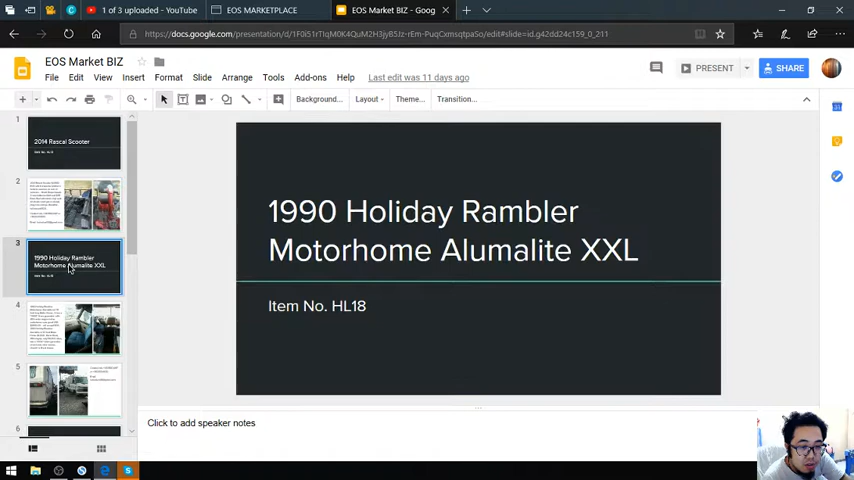 1 of 3 uploaded - YouTube
EOS MARKETPLACE
EOS Market BIZ - Goog
https://docs.google.com/presentation/d/1F0i51rTIqM0K4QuM2H3jyB5Jz-rEm-PuqCxmsqtpaSo/edit#slide=id.g42dd24c159_0_211
EOS Market BIZ
File Edit View Insert Format Slide Arrange Tools Add-ons Help Last edit was 11 days ago
PRESENT
SHARE
Background... Layout Theme... Transition...
1
2014 Rascal Scooter
2
3
1990 Holiday Rambler
Motorhome Alumalite XXL
4
5
6
1990 Holiday Rambler
Motorhome Alumalite XXL
Item No. HL18
Click to add speaker notes